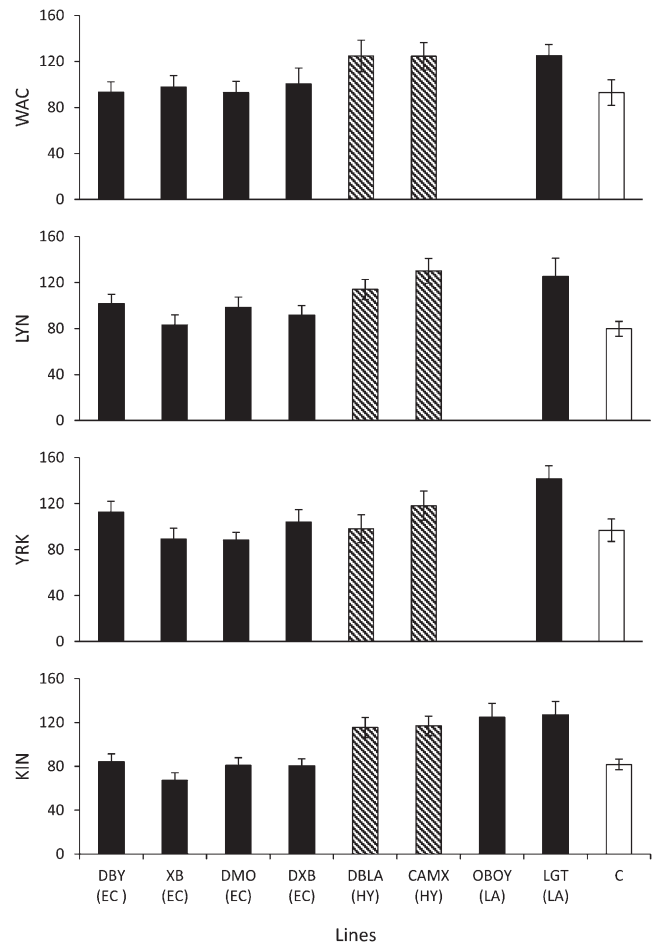 160
120
80
40
0
WAC
160
120
80
40
0
LYN
160
120
80
40
0
YRK
160
120
80
40
0
KIN
DBY XB DMO DXB DBLA CAMX OBOY LGT C
(EC ) (EC) (EC) (EC) (HY) (HY) (LA) (LA)
Lines